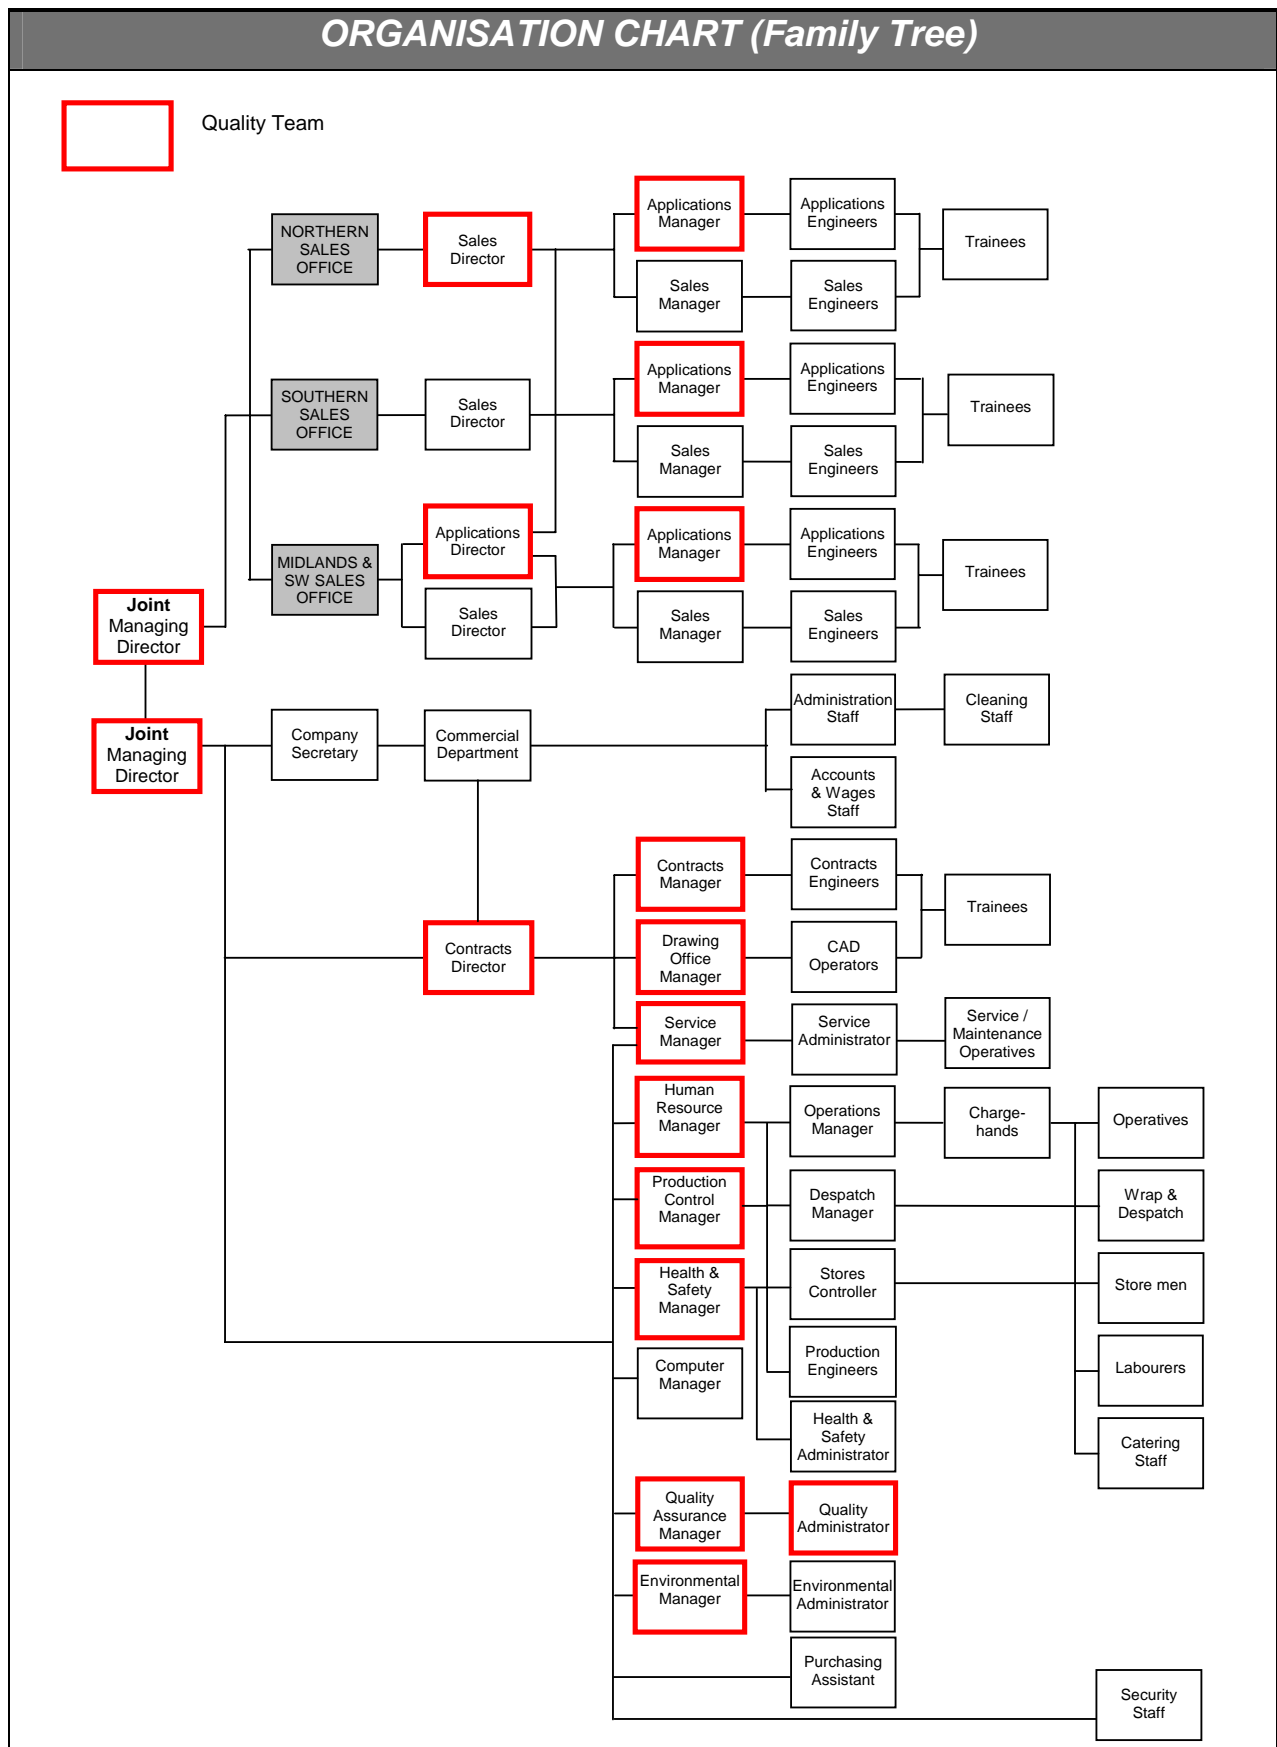 ORGANISATION CHART (Family Tree)
Quality Team
NORTHERN
SALES
OFFICE
Sales
Director
Applications
Manager
Applications
Engineers
Trainees
Sales
Manager
Sales
Engineers
SOUTHERN
SALES
OFFICE
Sales
Director
Applications
Manager
Applications
Engineers
Trainees
Sales
Manager
Sales
Engineers
MIDLANDS &
SW SALES
OFFICE
Applications
Director
Sales
Director
Applications
Manager
Applications
Engineers
Trainees
Sales
Manager
Sales
Engineers
Joint
Managing
Director
Joint
Managing
Director
Company
Secretary
Commercial
Department
Administration
Staff
Cleaning
Staff
Accounts
& Wages
Staff
Contracts
Director
Contracts
Manager
Contracts
Engineers
Trainees
Drawing
Office
Manager
CAD
Operators
Service
Manager
Service
Administrator
Service /
Maintenance
Operatives
Human
Resource
Manager
Operations
Manager
Charge-
hands
Operatives
Production
Control
Manager
Despatch
Manager
Wrap &
Despatch
Health &
Safety
Manager
Stores
Controller
Store men
Computer
Manager
Production
Engineers
Labourers
Health &
Safety
Administrator
Catering
Staff
Quality
Assurance
Manager
Quality
Administrator
Environmental
Manager
Environmental
Administrator
Purchasing
Assistant
Security
Staff